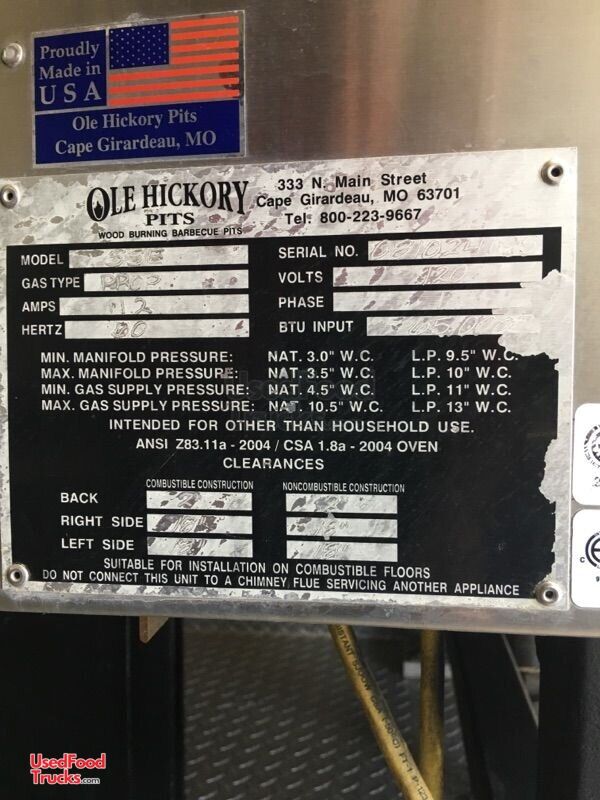 Proudly
Made in
USA
Ole Hickory Pits
Cape Girardeau, MO
OLE HICKORY
PITS
WOOD BURNING BARBECUE PITS
333 N. Main Street
Cape Girardeau, MO 63701
Tel. 800-223-9667
MODEL
SERIAL NO.
GAS TYPE
VOLTS
AMPS
PHASE
HERTZ
BTU INPUT
MIN. MANIFOLD PRESSURE: NAT. 3.0" W.C. L.P. 9.5" W.C.
MAX. MANIFOLD PRESSURE: NAT. 3.5" W.C. L.P. 10" W.C.
MIN. GAS SUPPLY PRESSURE: NAT. 4.5" W.C. L.P. 11" W.C.
MAX. GAS SUPPLY PRESSURE: NAT. 10.5" W.C. L.P. 13" W.C.
INTENDED FOR OTHER THAN HOUSEHOLD USE.
ANSI Z83.11a - 2004 / CSA 1.8a - 2004 OVEN
CLEARANCES
COMBUSTIBLE CONSTRUCTION NONCOMBUSTIBLE CONSTRUCTION
BACK
RIGHT SIDE
LEFT SIDE
SUITABLE FOR INSTALLATION ON COMBUSTIBLE FLOORS
DO NOT CONNECT THIS UNIT TO A CHIMNEY FLUE SERVICING ANOTHER APPLIANCE
UsedFood
Trucks.com